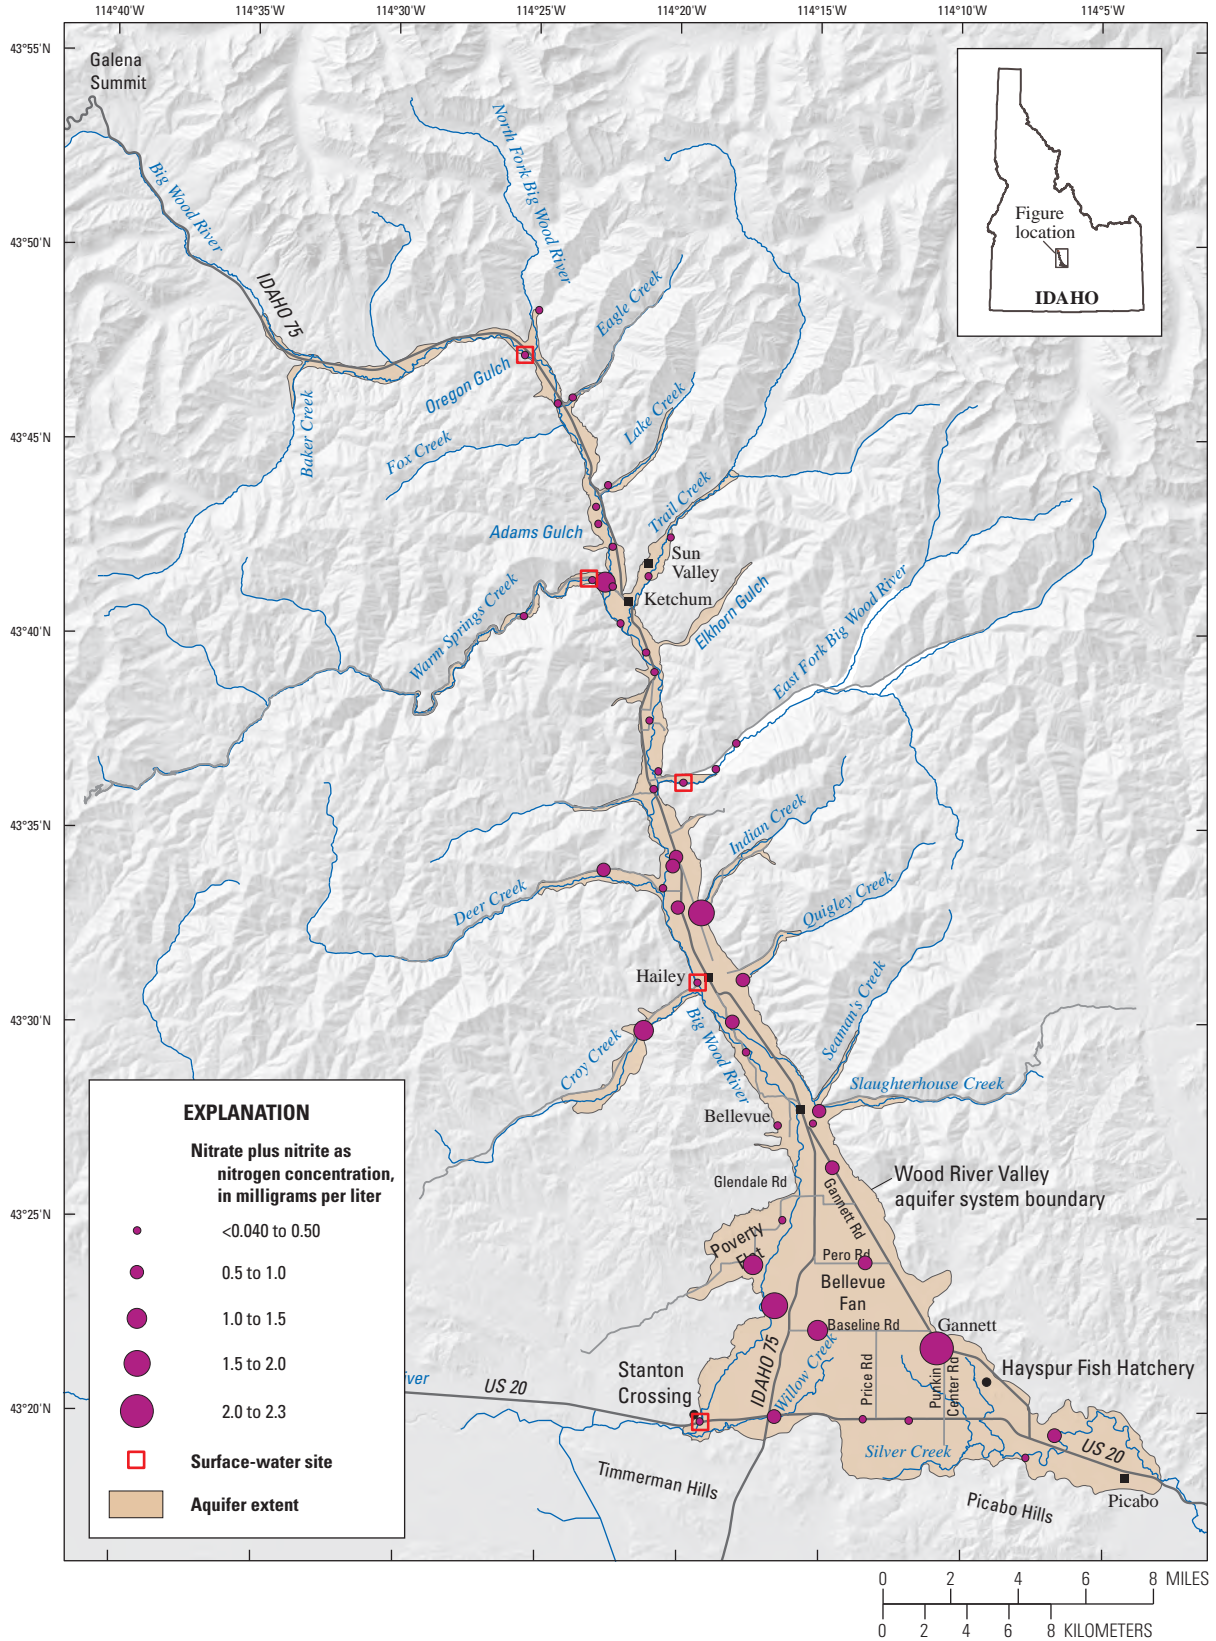 114°40'W
114°35'W
114°30'W
114°25'W
114°20'W
114°15'W
114°10'W
114°5'W
43°55'N
43°50'N
43°45'N
43°40'N
43°35'N
43°30'N
43°25'N
43°20'N
Galena
Summit
Big Wood River
North Fork Big Wood River
IDAHO 75
Figure
location
IDAHO
Eagle Creek
Oregon Gulch
Lake Creek
Baker Creek
Fox Creek
Trail Creek
Adams Gulch
Sun
Valley
Ketchum
Elkhorn Gulch
Warm Springs Creek
East Fork Big Wood River
Indian Creek
Deer Creek
Quigley Creek
Hailey
Seaman's Creek
Big Wood River
Croy Creek
Slaughterhouse Creek
Bellevue
Glendale Rd
Gannett Rd
Wood River Valley
aquifer system boundary
Poverty
Flat
Pero Rd
Bellevue
Fan
Baseline Rd
Gannett
IDAHO 75
Willow Creek
Price Rd
Punkin
Center Rd
Hayspur Fish Hatchery
Stanton
Crossing
iver
US 20
Silver Creek
US 20
Timmerman Hills
Picabo Hills
Picabo
EXPLANATION
Nitrate plus nitrite as
nitrogen concentration,
in milligrams per liter
<0.040 to 0.50
0.5 to 1.0
1.0 to 1.5
1.5 to 2.0
2.0 to 2.3
Surface-water site
Aquifer extent
0 2 4 6 8 MILES
0 2 4 6 8 KILOMETERS